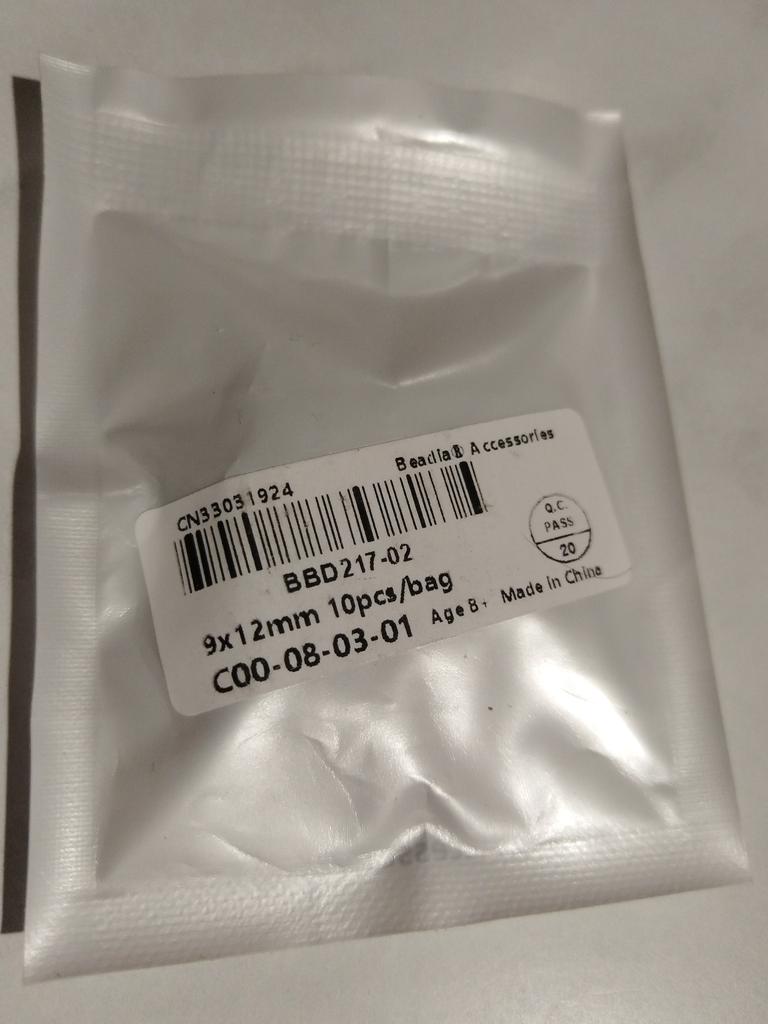 Beadia® Accessories
CN33031924
BBD217-02
9x12mm 10pcs/bag
C00-08-03-01
Age 8+ Made in China
Q.C.
PASS
20